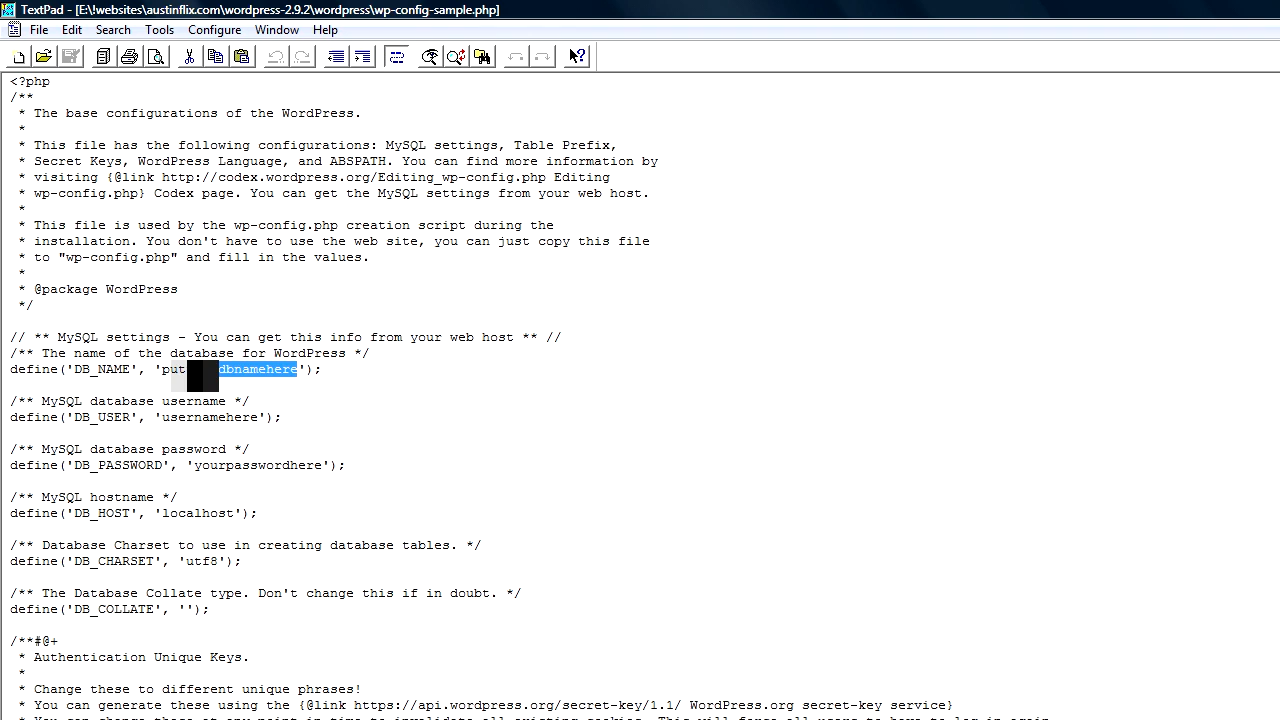 TextPad - [E:\!websites\austinflix.com\wordpress-2.9.2\wordpress\wp-config-sample.php]
File Edit Search Tools Configure Window Help
<?php
/**
 * The base configurations of the WordPress.
 *
 * This file has the following configurations: MySQL settings, Table Prefix,
 * Secret Keys, WordPress Language, and ABSPATH. You can find more information by
 * visiting {@link http://codex.wordpress.org/Editing_wp-config.php Editing
 * wp-config.php} Codex page. You can get the MySQL settings from your web host.
 *
 * This file is used by the wp-config.php creation script during the
 * installation. You don't have to use the web site, you can just copy this file
 * to "wp-config.php" and fill in the values.
 *
 * @package WordPress
 */
// ** MySQL settings - You can get this info from your web host ** //
/** The name of the database for WordPress */
define('DB_NAME', 'put dbnamehere');
/** MySQL database username */
define('DB_USER', 'usernamehere');
/** MySQL database password */
define('DB_PASSWORD', 'yourpasswordhere');
/** MySQL hostname */
define('DB_HOST', 'localhost');
/** Database Charset to use in creating database tables. */
define('DB_CHARSET', 'utf8');
/** The Database Collate type. Don't change this if in doubt. */
define('DB_COLLATE', '');
/**#@+
 * Authentication Unique Keys.
 *
 * Change these to different unique phrases!
 * You can generate these using the {@link https://api.wordpress.org/secret-key/1.1/ WordPress.org secret-key service}